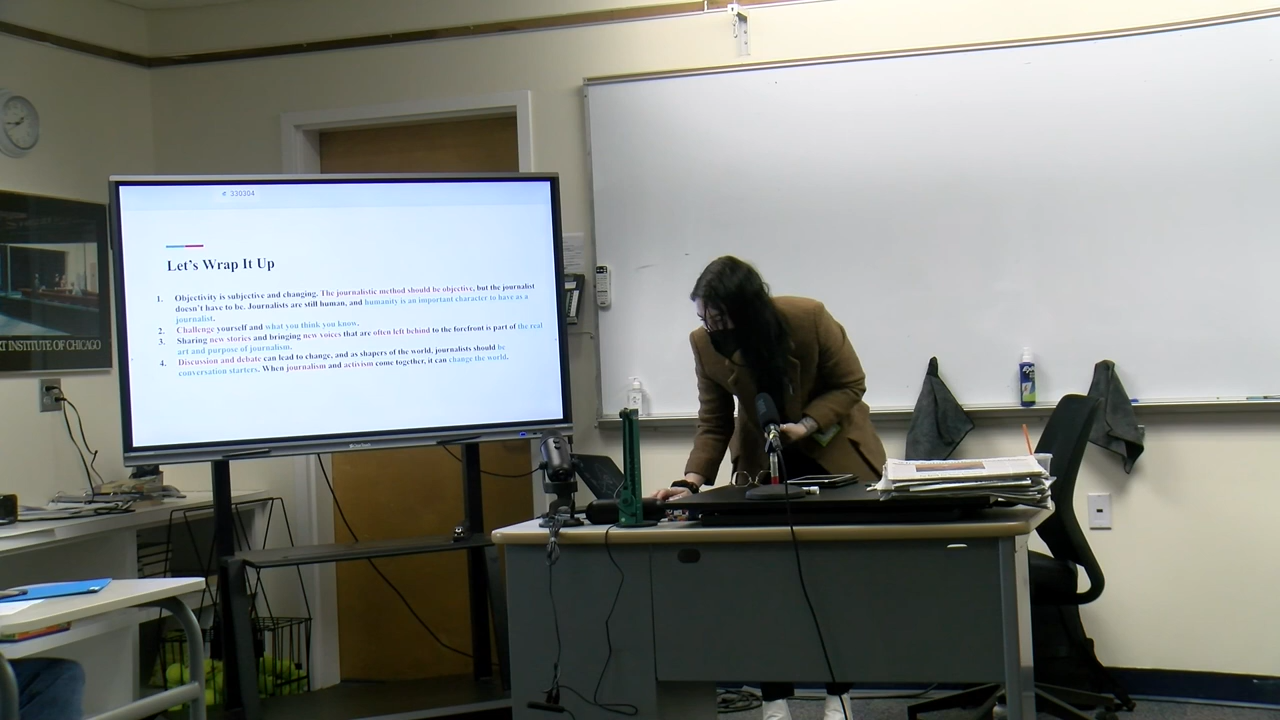 330304
Let's Wrap It Up
1. Objectivity is subjective and changing. The journalistic method should be objective, but the journalist
doesn't have to be. Journalists are still human, and humanity is an important character to have as a
journalist.
2. Challenge yourself and what you think you know.
3. Sharing new stories and bringing new voices that are often left behind to the forefront is part of the real
art and purpose of journalism.
4. Discussion and debate can lead to change, and as shapers of the world, journalists should be
conversation starters. When journalism and activism come together, it can change the world.
RT INSTITUTE OF CHICAGO
EXPO